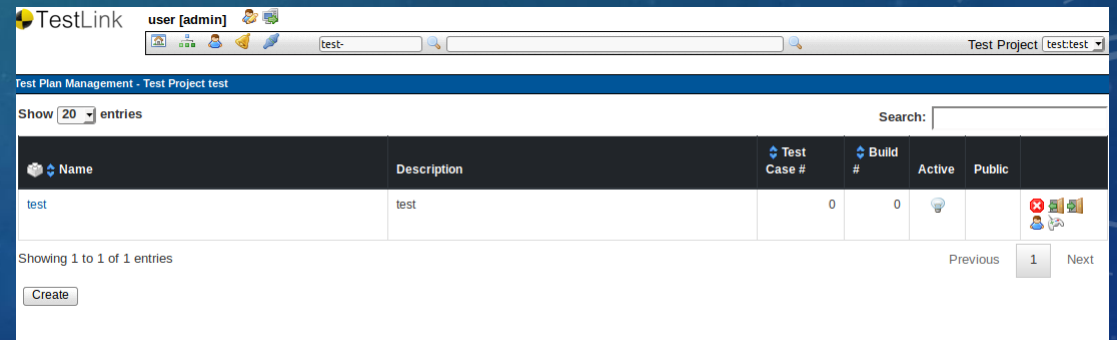 TestLink
user [admin]
test-
Test Project test:test
Test Plan Management - Test Project test
Show 20 entries
Search:
Name
Description
Test Case #
Build #
Active
Public
test
test
0
0
Showing 1 to 1 of 1 entries
Previous
1
Next
Create